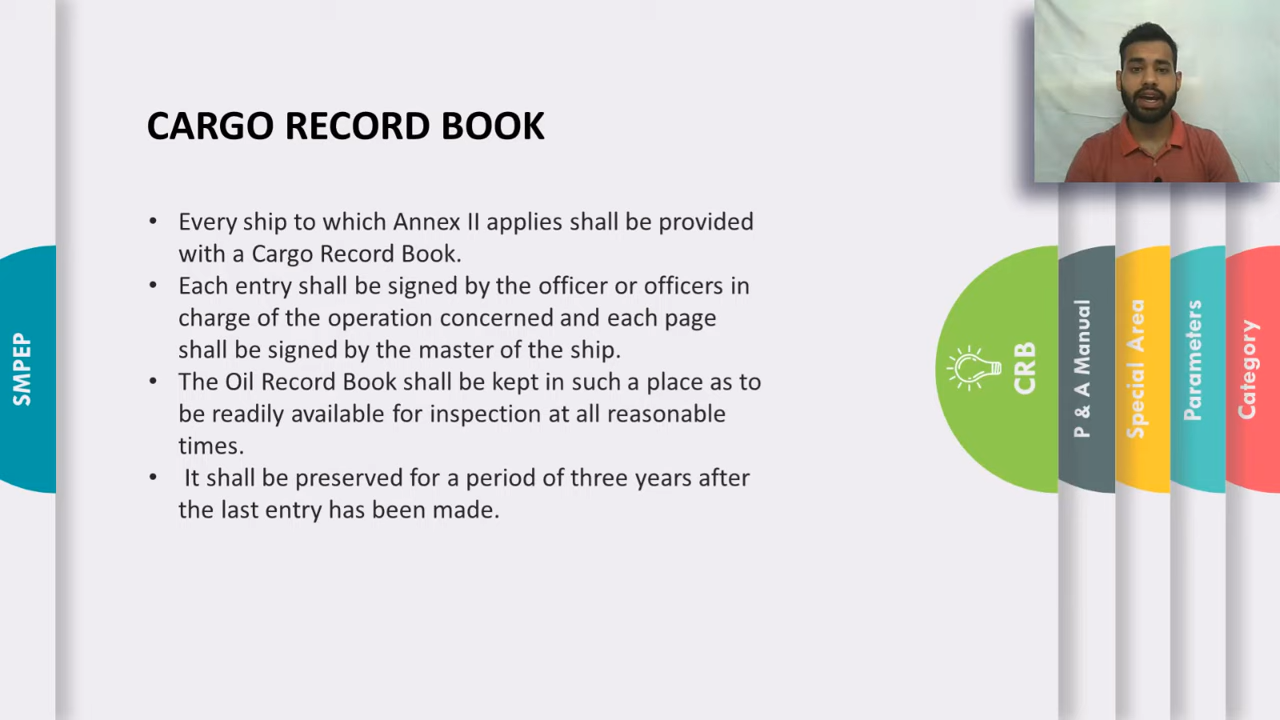 CARGO RECORD BOOK
• Every ship to which Annex II applies shall be provided
with a Cargo Record Book.
• Each entry shall be signed by the officer or officers in
charge of the operation concerned and each page
shall be signed by the master of the ship.
• The Oil Record Book shall be kept in such a place as to
be readily available for inspection at all reasonable
times.
• It shall be preserved for a period of three years after
the last entry has been made.
SMPEP
CRB
P & A Manual
Special Area
Parameters
Category